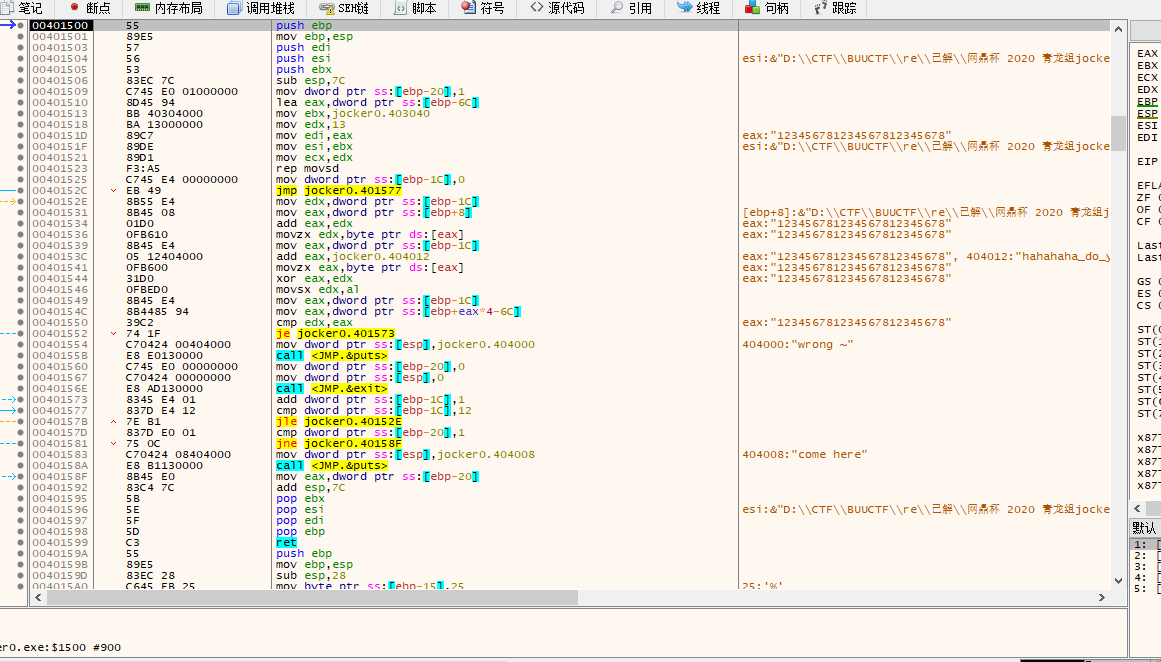 笔记 断点 内存布局 调用堆栈 SEH链 脚本 符号 源代码 引用 线程 句柄 跟踪
00401500 55 push ebp
00401501 89E5 mov ebp,esp
00401503 57 push edi
00401504 56 push esi esi:&"D:\\CTF\\BUUCTF\\re\\已解\\网鼎杯 2020 青龙组jocke
00401505 53 push ebx
00401506 83EC 7C sub esp,7C
00401509 C745 E0 01000000 mov dword ptr ss:[ebp-20],1
00401510 8D45 94 lea eax,dword ptr ss:[ebp-6C]
00401513 BB 40304000 mov ebx,jocker0.403040
00401518 BA 13000000 mov edx,13
0040151D 89C7 mov edi,eax eax:"12345678123456781234​5678"
0040151F 89DE mov esi,ebx esi:&"D:\\CTF\\BUUCTF\\re\\已解\\网鼎杯 2020 青龙组jocke
00401521 89D1 mov ecx,edx
00401523 F3:A5 rep movsd
00401525 C745 E4 00000000 mov dword ptr ss:[ebp-1C],0
0040152C EB 49 jmp jocker0.401577
0040152E 8B55 E4 mov edx,dword ptr ss:[ebp-1C]
00401531 8B45 08 mov eax,dword ptr ss:[ebp+8] [ebp+8]:&"D:\\CTF\\BUUCTF\\re\\已解\\网鼎杯 2020 青龙组j
00401534 01D0 add eax,edx eax:"123456781234567812345678"
00401536 0FB610 movzx edx,byte ptr ds:[eax] eax:"123456781234567812345678"
00401539 8B45 E4 mov eax,dword ptr ss:[ebp-1C]
0040153C 05 12404000 add eax,jocker0.404012 eax:"123456781234567812345678", 404012:"hahahaha_do_y
00401541 0FB600 movzx eax,byte ptr ds:[eax] eax:"123456781234567812345678"
00401544 31D0 xor eax,edx eax:"123456781234567812345678"
00401546 0FBED0 movsx edx,al
00401549 8B45 E4 mov eax,dword ptr ss:[ebp-1C]
0040154C 8B4485 94 mov eax,dword ptr ss:[ebp+eax*4-6C]
00401550 39C2 cmp edx,eax eax:"123456781234567812345678"
00401552 74 1F je jocker0.401573
00401554 C70424 00404000 mov dword ptr ss:[esp],jocker0.404000 404000:"wrong ~"
0040155B E8 E0130000 call <JMP.&puts>
00401560 C745 E0 00000000 mov dword ptr ss:[ebp-20],0
00401567 C70424 00000000 mov dword ptr ss:[esp],0
0040156E E8 AD130000 call <JMP.&exit>
00401573 8345 E4 01 add dword ptr ss:[ebp-1C],1
00401577 837D E4 12 cmp dword ptr ss:[ebp-1C],12
0040157B 7E B1 jle jocker0.40152E
0040157D 837D E0 01 cmp dword ptr ss:[ebp-20],1
00401581 75 0C jne jocker0.40158F
00401583 C70424 08404000 mov dword ptr ss:[esp],jocker0.404008 404008:"come here"
0040158A E8 B1130000 call <JMP.&puts>
0040158F 8B45 E0 mov eax,dword ptr ss:[ebp-20]
00401592 83C4 7C add esp,7C
00401595 5B pop ebx
00401596 5E pop esi esi:&"D:\\CTF\\BUUCTF\\re\\已解\\网鼎杯 2020 青龙组jocke
00401597 5F pop edi
00401598 5D pop ebp
00401599 C3 ret
0040159A 55 push ebp
0040159B 89E5 mov ebp,esp
0040159D 83EC 28 sub esp,28
004015A0 C645 EB 25 mov byte ptr ss:[ebp-15],25 25:'%'
EAX
EBX
ECX
EDX
EBP
ESP
ESI
EDI
EIP
EFLA
ZF
OF
CF
Last
Last
GS
ES
CS
ST(
ST(
ST(
ST(
ST(
ST(
ST(
ST(
x87
x87
x87
x87
x87
默认
1: [
2: [
3: [
4: [
5: [
er0.exe:$1500 #900